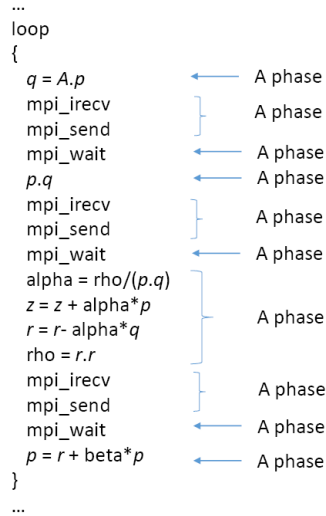 ...
loop
{
q = A.p A phase
mpi_irecv
A phase
mpi_send
mpi_wait A phase
p.q A phase
mpi_irecv
A phase
mpi_send
mpi_wait A phase
alpha = rho/(p.q)
z = z + alpha*p
A phase
r = r- alpha*q
rho = r.r
mpi_irecv
A phase
mpi_send
mpi_wait A phase
p = r + beta*p A phase
}
...